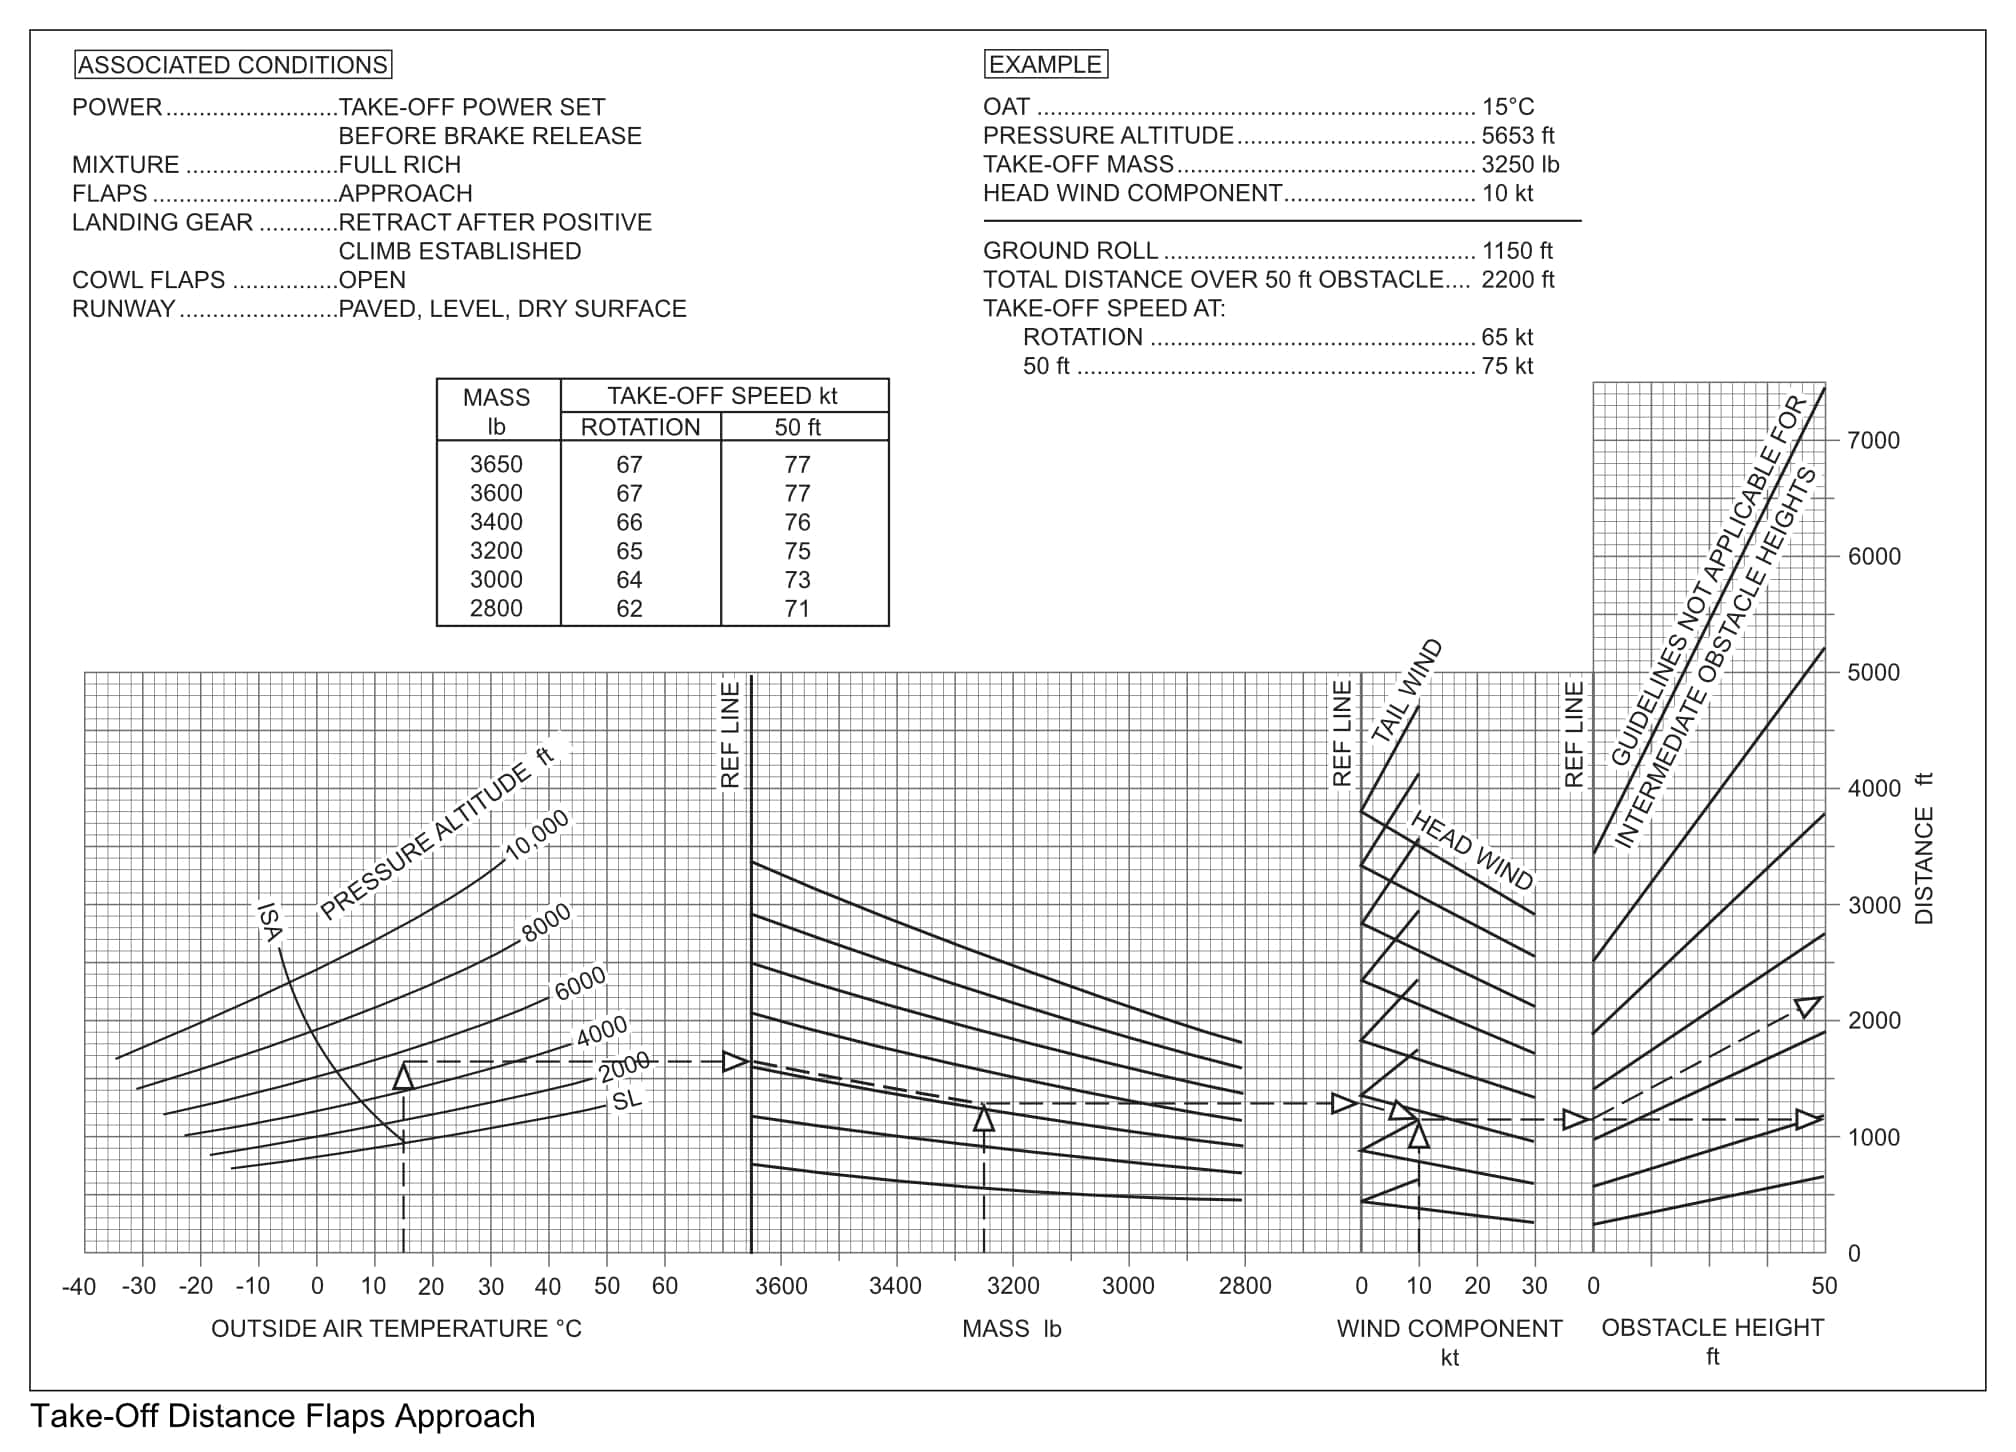 ASSOCIATED CONDITIONS
POWER..........................TAKE-OFF POWER SET
BEFORE BRAKE RELEASE
MIXTURE .......................FULL RICH
FLAPS ............................APPROACH
LANDING GEAR ............RETRACT AFTER POSITIVE
CLIMB ESTABLISHED
COWL FLAPS ................OPEN
RUNWAY........................PAVED, LEVEL, DRY SURFACE
EXAMPLE
OAT .................................................................. 15°C
PRESSURE ALTITUDE.................................... 5653 ft
TAKE-OFF MASS............................................. 3250 lb
HEAD WIND COMPONENT............................. 10 kt
GROUND ROLL ............................................... 1150 ft
TOTAL DISTANCE OVER 50 ft OBSTACLE.... 2200 ft
TAKE-OFF SPEED AT:
ROTATION ................................................. 65 kt
50 ft ............................................................ 75 kt
MASS lb TAKE-OFF SPEED kt
ROTATION 50 ft
3650 67 77
3600 67 77
3400 66 76
3200 65 75
3000 64 73
2800 62 71
PRESSURE ALTITUDE ft
10,000
8000
6000
4000
2000
SL
ISA
REF LINE
REF LINE
TAIL WIND
HEAD WIND
REF LINE
GUIDELINES NOT APPLICABLE FOR
INTERMEDIATE OBSTACLE HEIGHTS
7000
6000
5000
4000
3000
2000
1000
0
DISTANCE ft
-40 -30 -20 -10 0 10 20 30 40 50 60
3600 3400 3200 3000 2800
0 10 20 30
0 50
OUTSIDE AIR TEMPERATURE °C
MASS lb
WIND COMPONENT
kt
OBSTACLE HEIGHT
ft
Take-Off Distance Flaps Approach